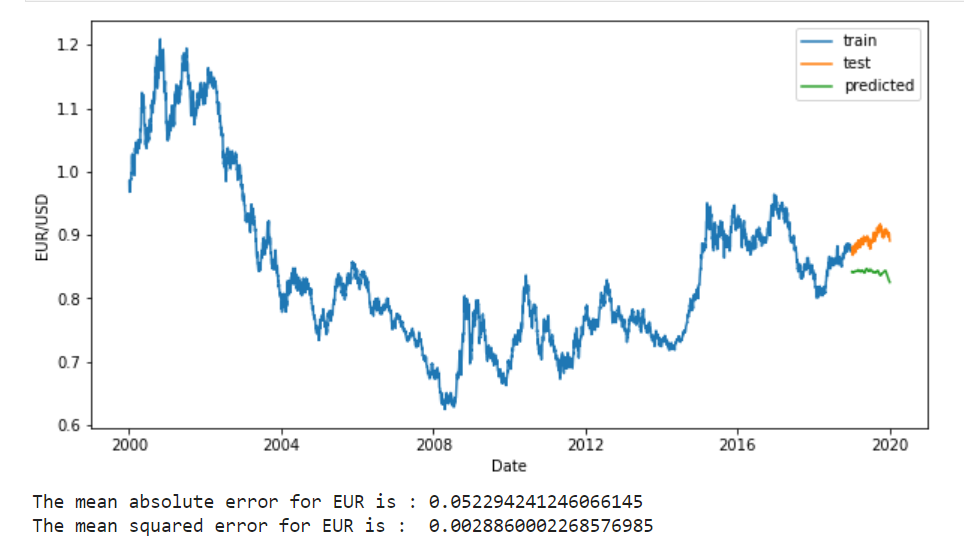 train
test
predicted
1.2
1.1
1.0
0.9
0.8
0.7
0.6
EUR/USD
2000 2004 2008 2012 2016 2020
Date
The mean absolute error for EUR is : 0.052294241246066145
The mean squared error for EUR is :  0.0028860002268576985